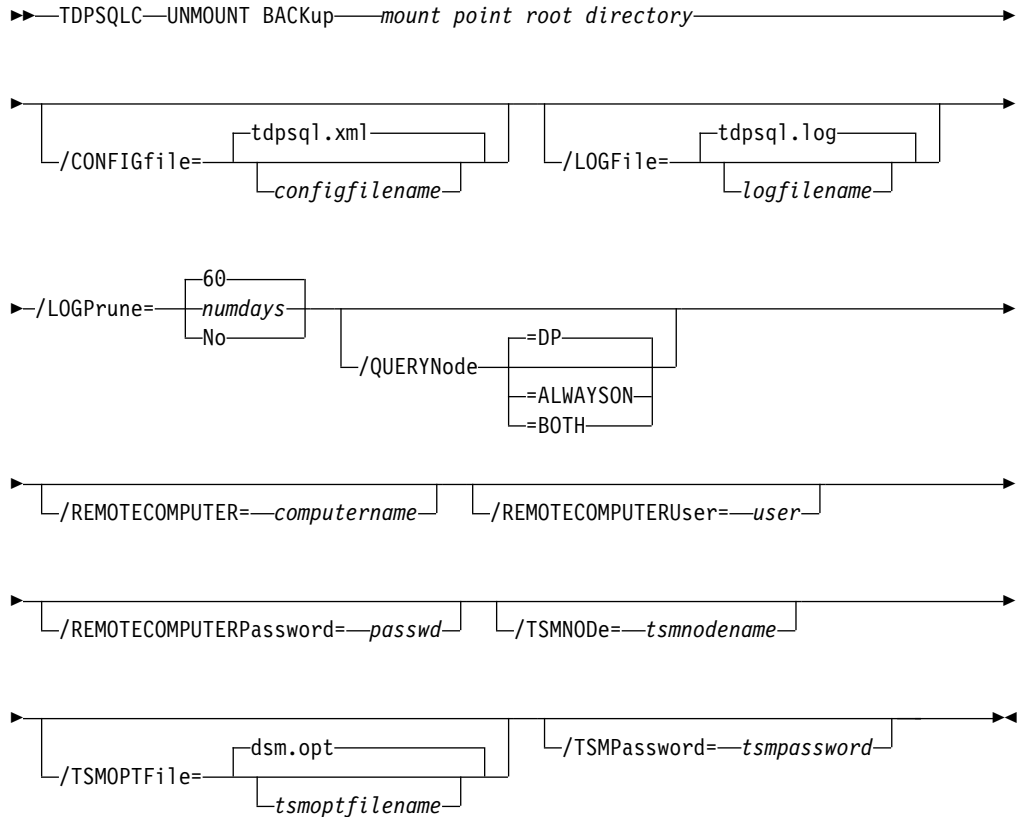 TDPSQLC UNMOUNT BACKup mount point root directory
tdpsql.xml tdpsql.log
/CONFIGfile= /LOGFile=
configfilename logfilename
60
/LOGPrune= numdays
No =DP
/QUERYNode
=ALWAYSON
=BOTH
/REMOTECOMPUTER= computername /REMOTECOMPUTERUser= user
/REMOTECOMPUTERPassword= passwd /TSMNODe= tsmnodename
dsm.opt /TSMPassword= tsmpassword
/TSMOPTFile=
tsmoptfilename